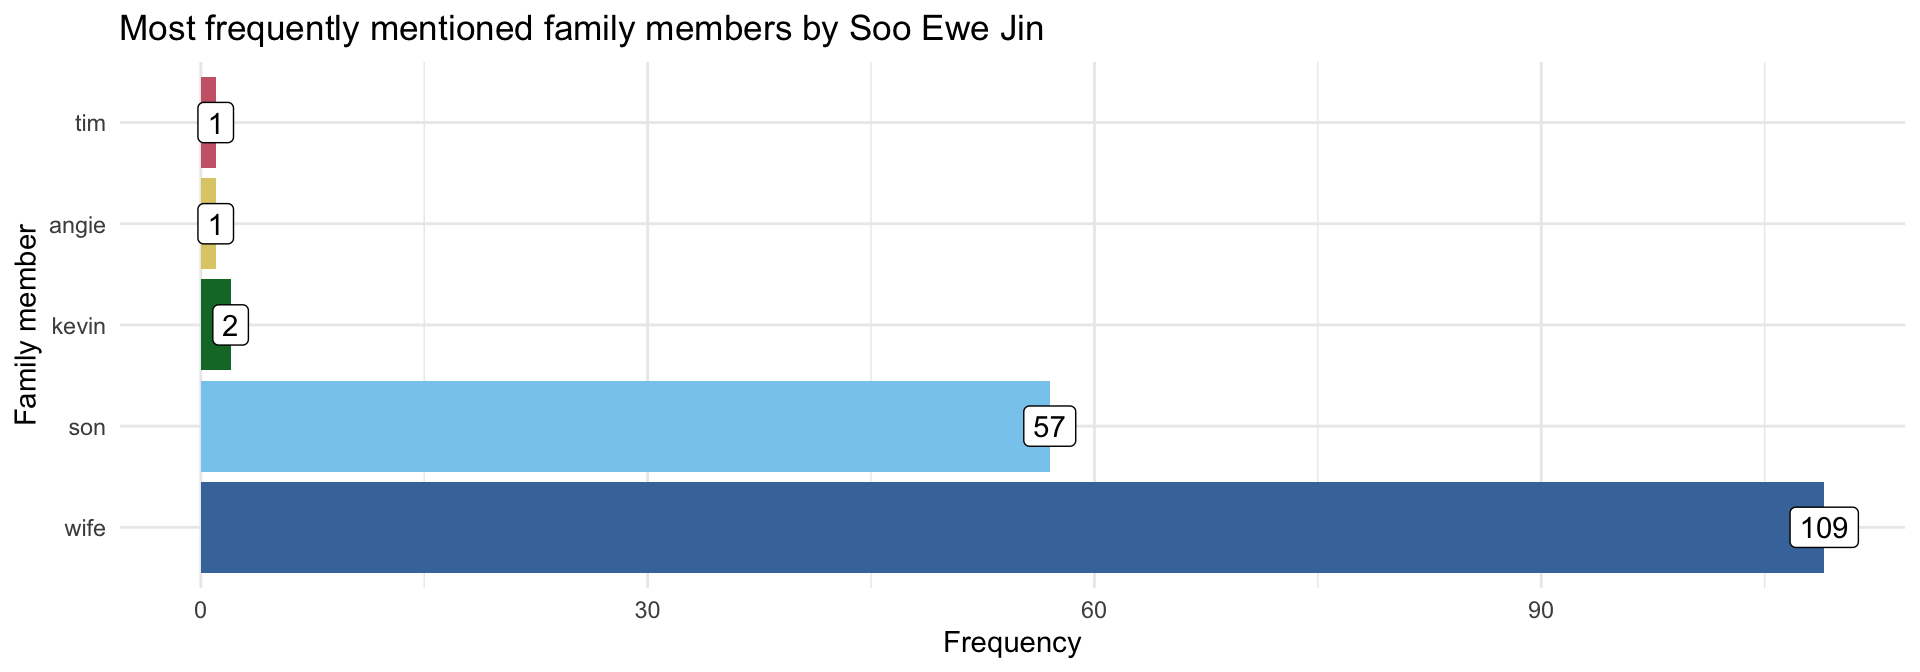 Most frequently mentioned family members by Soo Ewe Jin
Family member
tim
1
angie
1
kevin
2
son
57
wife
109
0 30 60 90
Frequency